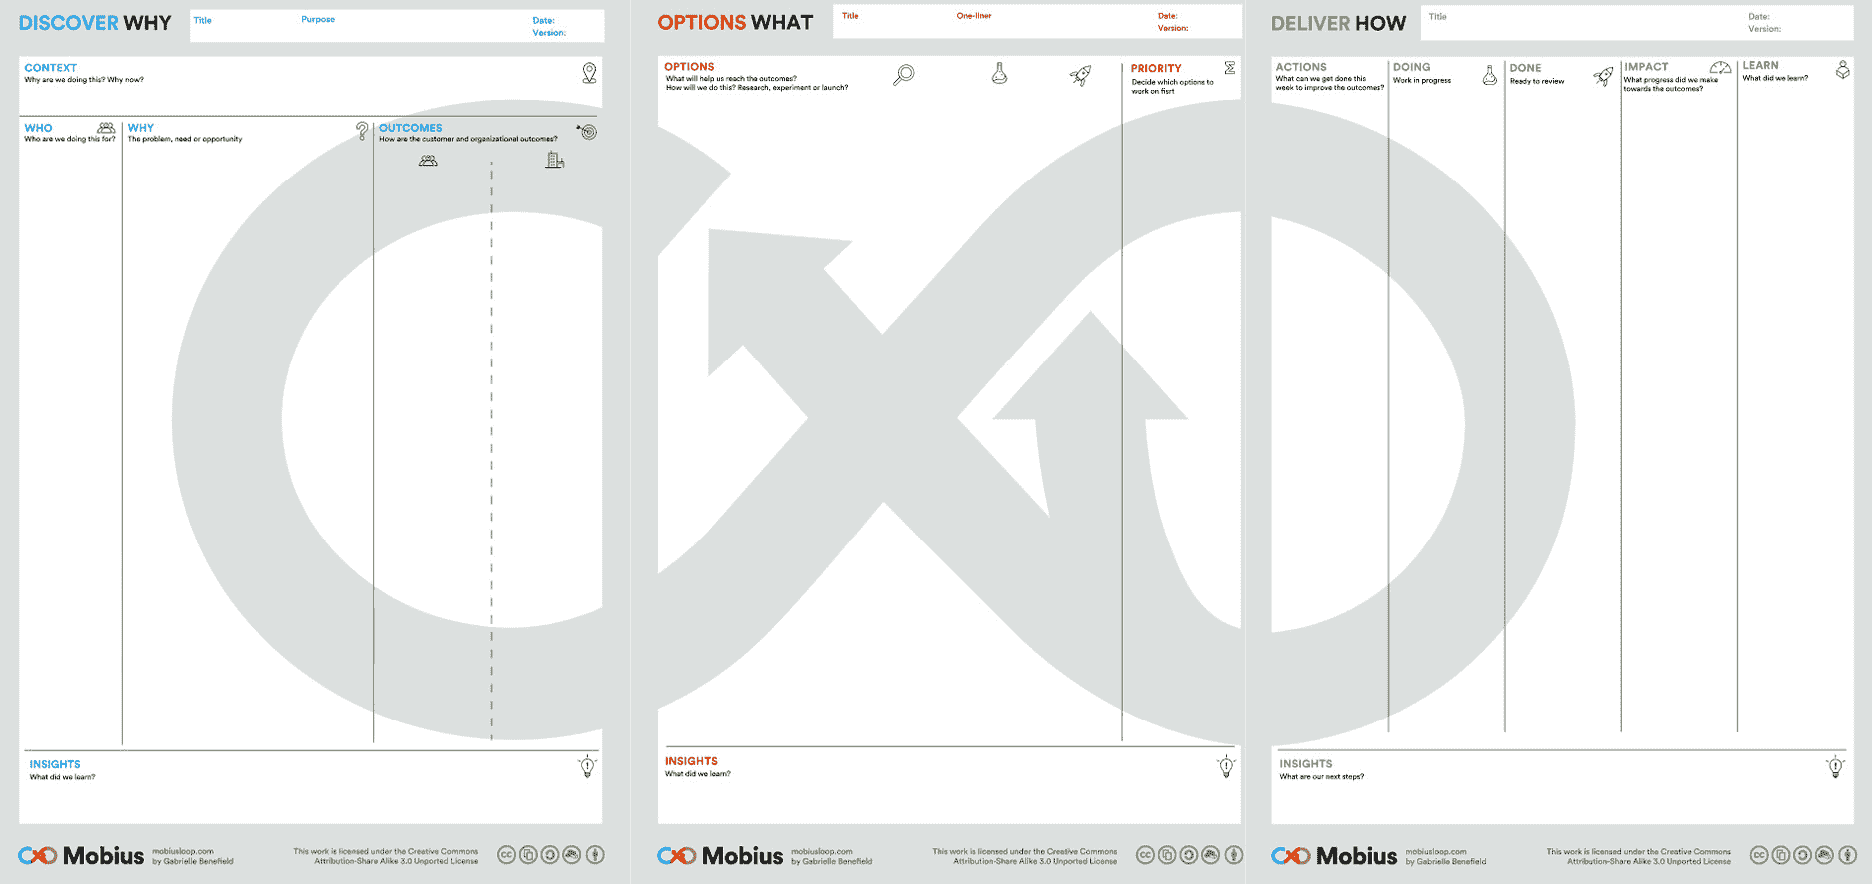 DISCOVER WHY
Title
Purpose
Date:
Version:
CONTEXT
Why are we doing this? Why now?
WHO
Who are we doing this for?
WHY
The problem, need or opportunity
OUTCOMES
How are the customer and organizational outcomes?
INSIGHTS
What did we learn?
Mobius
mobiusloop.com
by Gabrielle Benefield
This work is licensed under the Creative Commons
Attribution-Share Alike 3.0 Unported License
OPTIONS WHAT
Title
One-liner
Date:
Version:
OPTIONS
What will help us reach the outcomes?
How will we do this? Research, experiment or launch?
PRIORITY
Decide which options to
work on fisrt
INSIGHTS
What did we learn?
Mobius
mobiusloop.com
by Gabrielle Benefield
This work is licensed under the Creative Commons
Attribution-Share Alike 3.0 Unported License
DELIVER HOW
Title
Date:
Version:
ACTIONS
What can we get done this
week to improve the outcomes?
DOING
Work in progress
DONE
Ready to review
IMPACT
What progress did we make
towards the outcomes?
LEARN
What did we learn?
INSIGHTS
What are our next steps?
Mobius
mobiusloop.com
by Gabrielle Benefield
This work is licensed under the Creative Commons
Attribution-Share Alike 3.0 Unported License